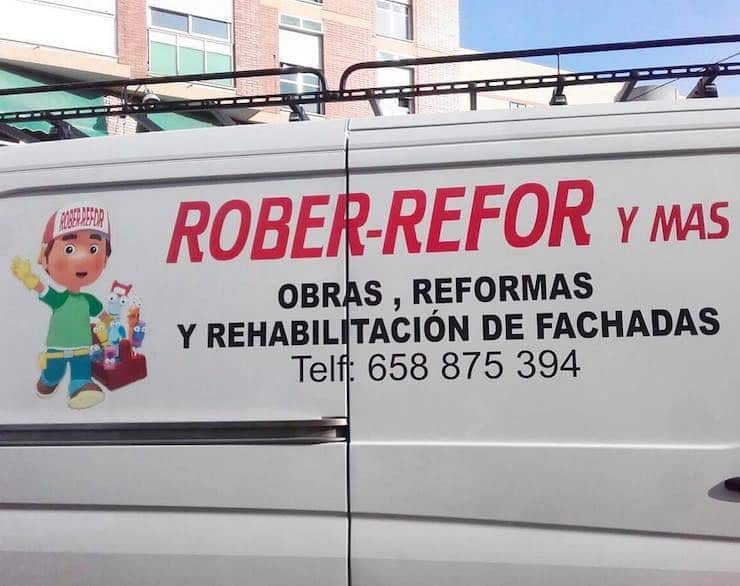 ROBER-REFOR
ROBER-REFOR Y MAS
OBRAS , REFORMAS
Y REHABILITACIÓN DE FACHADAS
Telf: 658 875 394